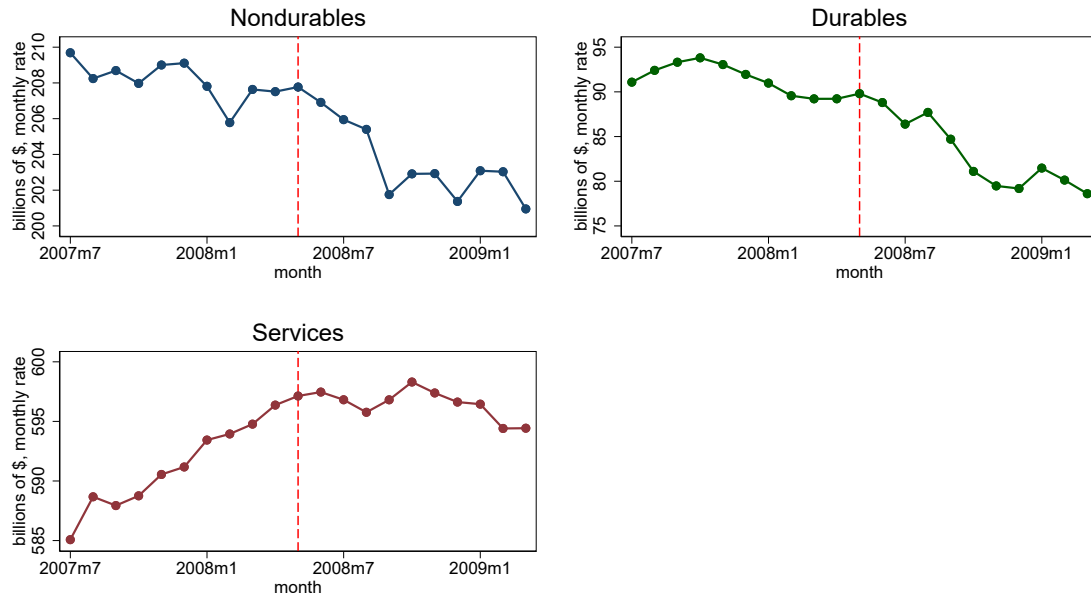 Nondurables
billions of $, monthly rate
210
208
206
204
202
200
2007m7 2008m1 2008m7 2009m1
month
Durables
billions of $, monthly rate
95
90
85
80
75
2007m7 2008m1 2008m7 2009m1
month
Services
billions of $, monthly rate
600
595
590
585
2007m7 2008m1 2008m7 2009m1
month